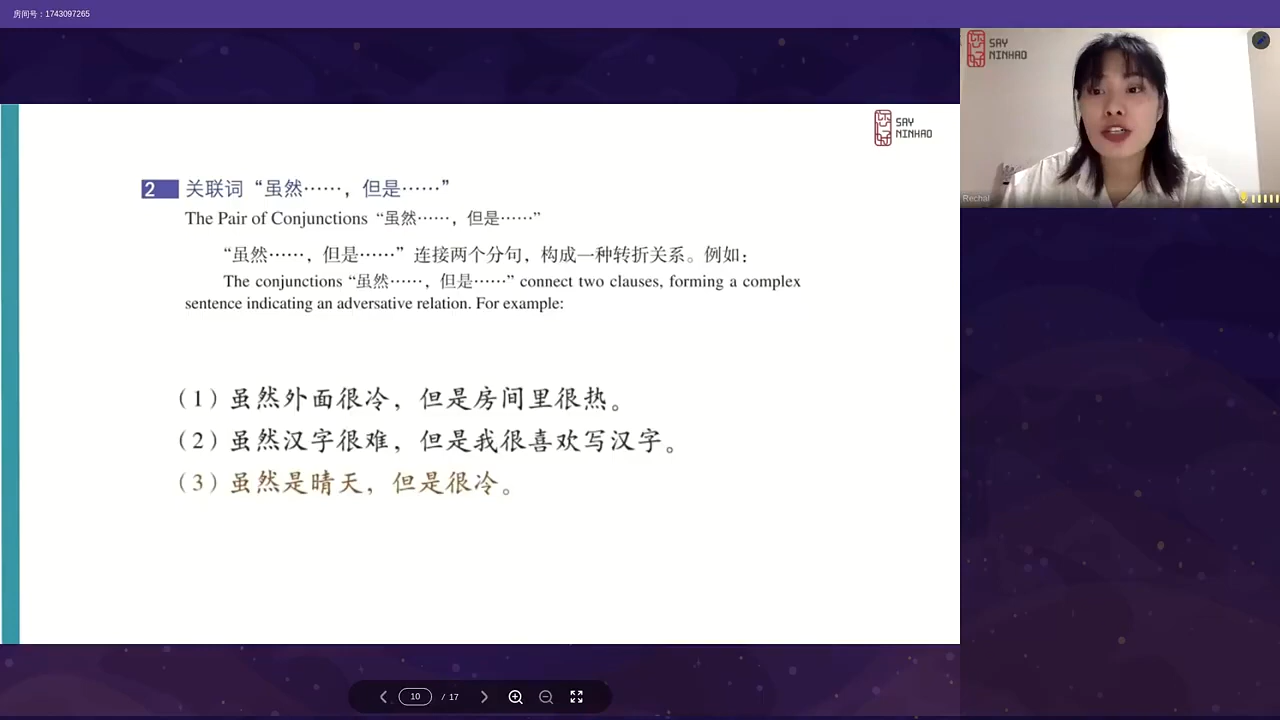 房间号：1743097265
SAY
NINHAO
Rechal
SAY
NINHAO
2 关联词 “虽然……，但是……”
The Pair of Conjunctions “虽然……，但是……”
“虽然……，但是……” 连接两个分句，构成一种转折关系。例如：
The conjunctions “虽然……，但是……” connect two clauses, forming a complex
sentence indicating an adversative relation. For example:
（1）虽然外面很冷，但是房间里很热。
（2）虽然汉字很难，但是我很喜欢写汉字。
（3）虽然是晴天，但是很冷。
10 / 17